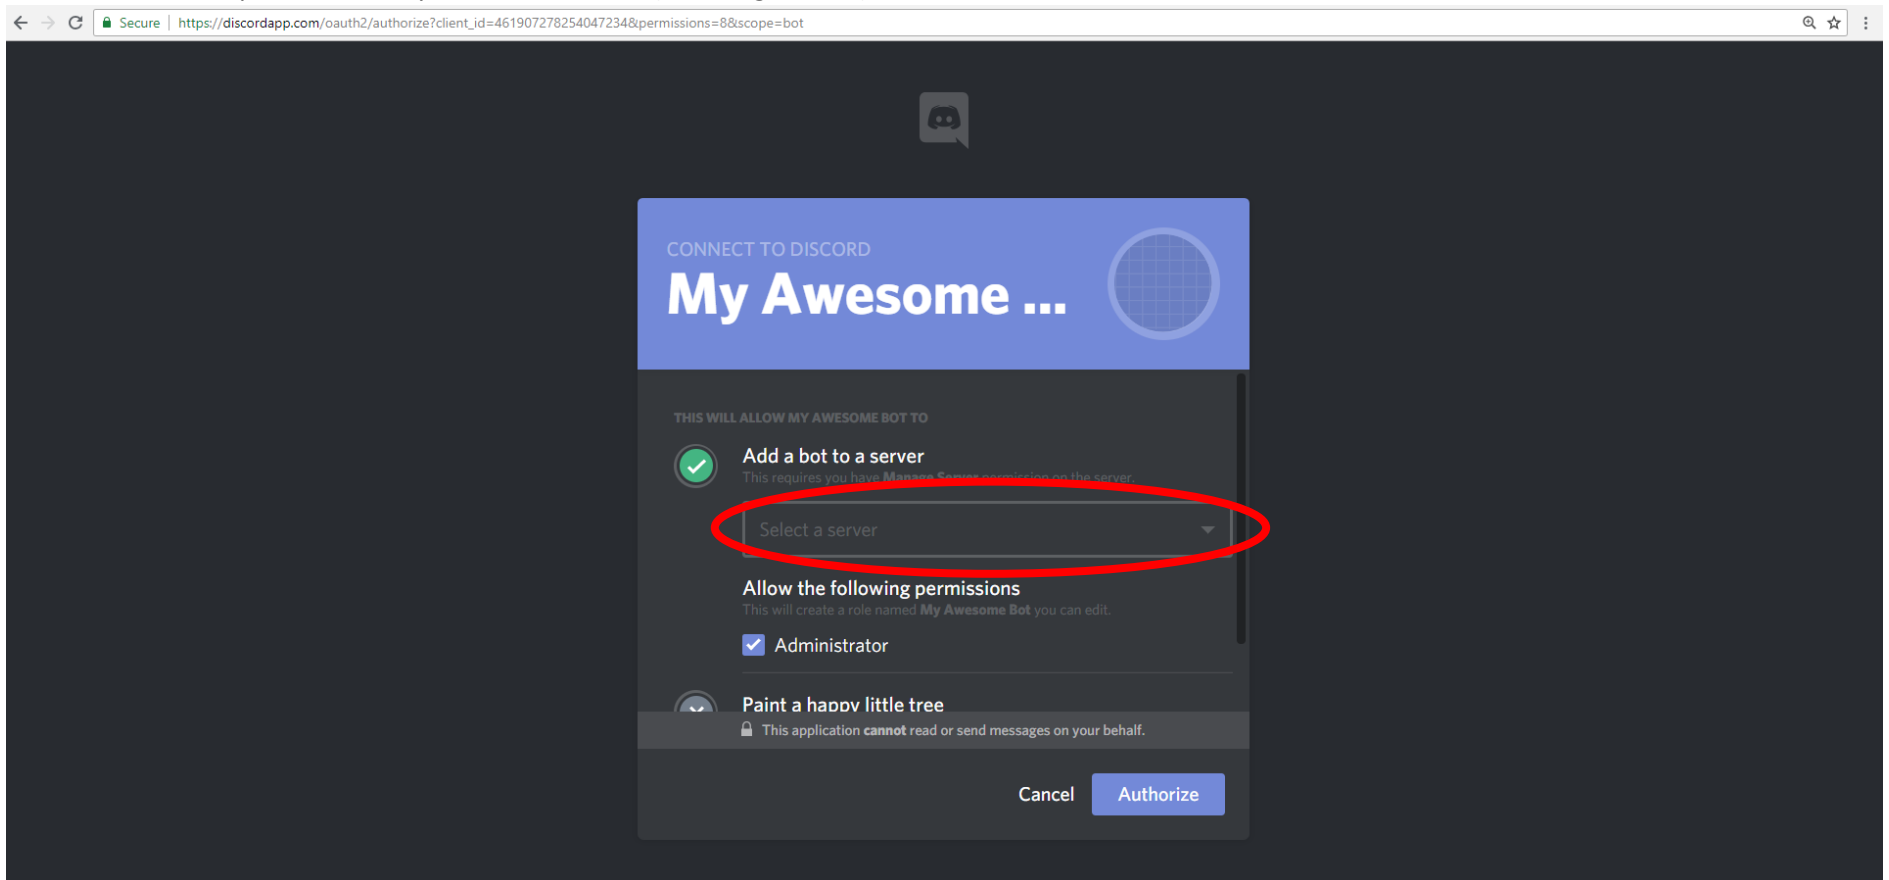 Secure | https://discordapp.com/oauth2/authorize?client_id=461907278254047234&permissions=8&scope=bot
CONNECT TO DISCORD
My Awesome ...
THIS WILL ALLOW MY AWESOME BOT TO
Add a bot to a server
This requires you have Manage Server permission on the server.
Select a server
Allow the following permissions
This will create a role named My Awesome Bot you can edit.
Administrator
Paint a happy little tree
This application cannot read or send messages on your behalf.
Cancel Authorize